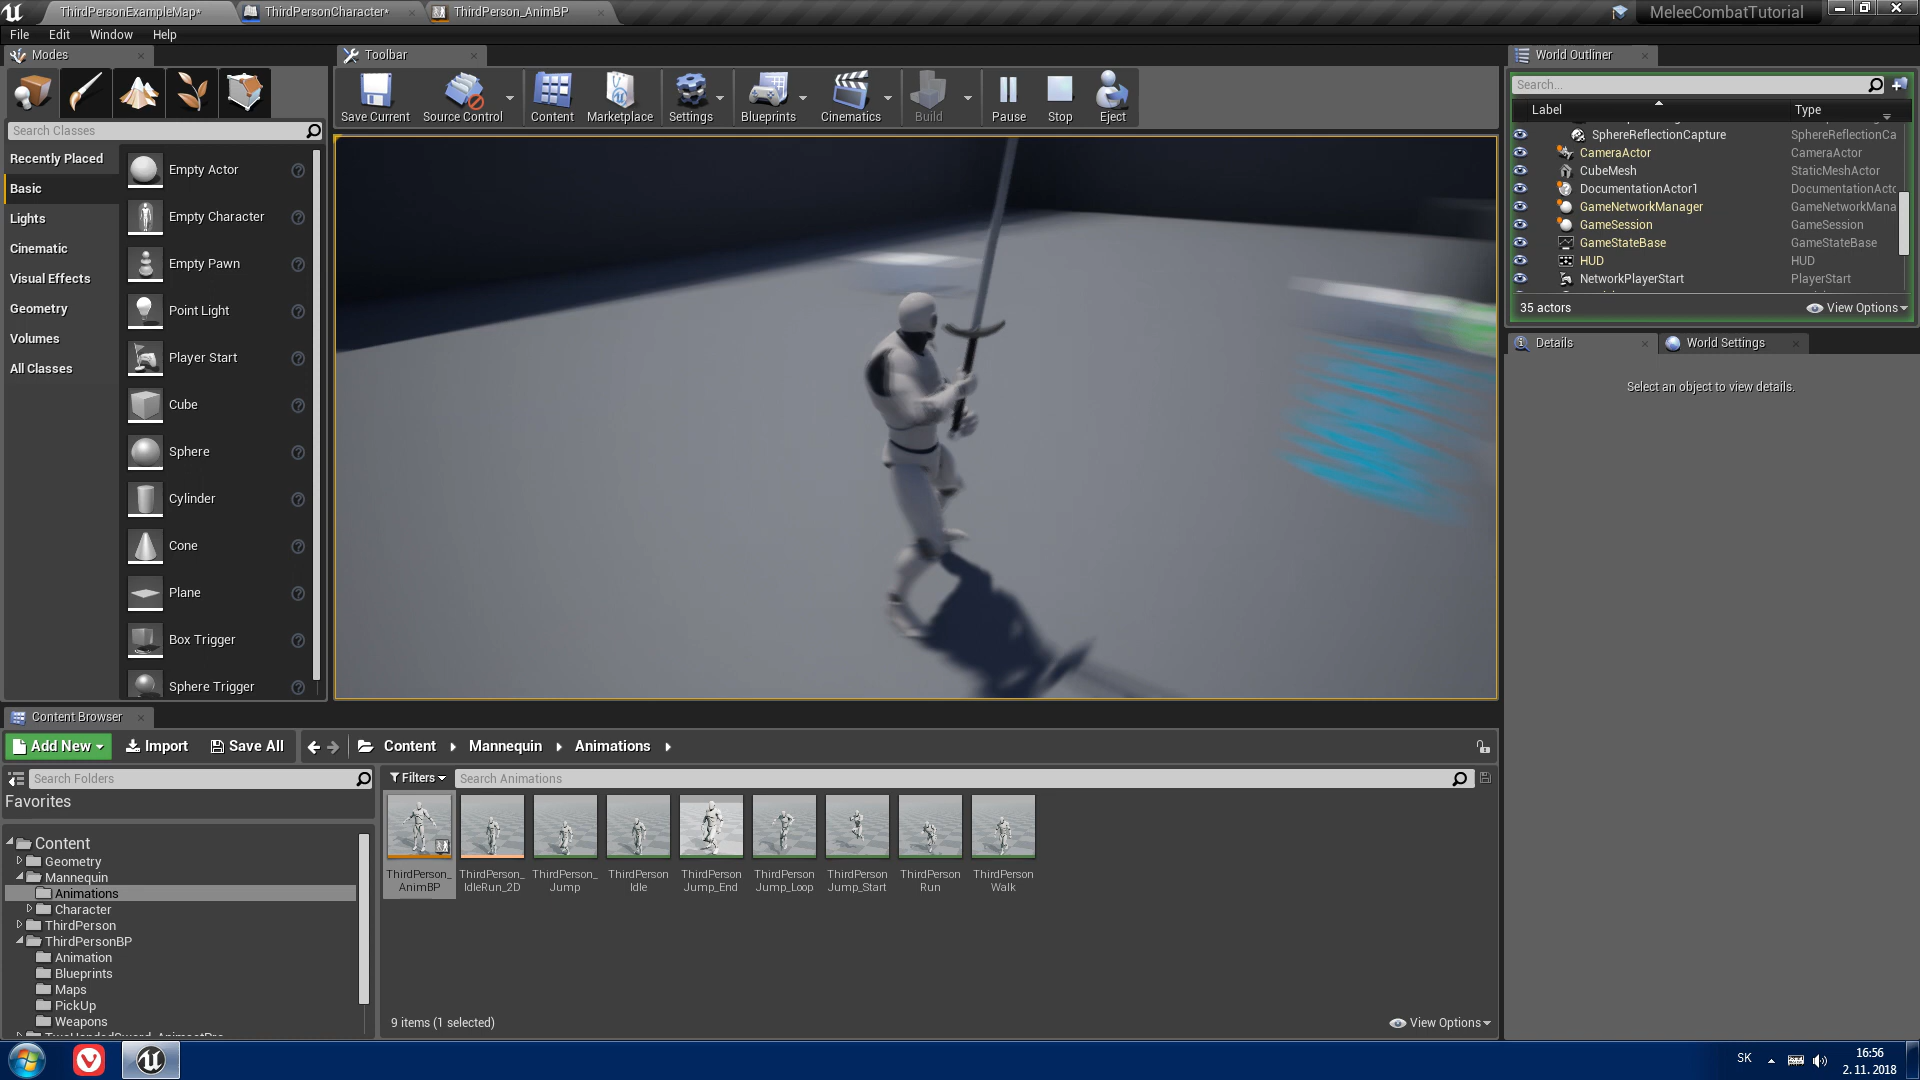 ThirdPersonExampleMap*
ThirdPersonCharacter*
ThirdPerson_AnimBP
MeleeCombatTutorial
File Edit Window Help
Modes
Toolbar
World Outliner
Save Current
Source Control
Content
Marketplace
Settings
Blueprints
Cinematics
Build
Pause
Stop
Eject
Search Classes
Recently Placed
Basic
Lights
Cinematic
Visual Effects
Geometry
Volumes
All Classes
Empty Actor
Empty Character
Empty Pawn
Point Light
Player Start
Cube
Sphere
Cylinder
Cone
Plane
Box Trigger
Sphere Trigger
Search...
Label Type
SphereReflectionCapture SphereReflectionCa
CameraActor CameraActor
CubeMesh StaticMeshActor
DocumentationActor1 DocumentationActo
GameNetworkManager GameNetworkMana
GameSession GameSession
GameStateBase GameStateBase
HUD HUD
NetworkPlayerStart PlayerStart
35 actors
View Options
Details
World Settings
Select an object to view details.
Content Browser
Add New
Import
Save All
Content
Mannequin
Animations
Search Folders
Favorites
Content
Geometry
Mannequin
Animations
Character
ThirdPerson
ThirdPersonBP
Animation
Blueprints
Maps
PickUp
Weapons
Filters
Search Animations
ThirdPerson_
AnimBP
ThirdPerson_
IdleRun_2D
ThirdPerson_
Jump
ThirdPerson
Idle
ThirdPerson
Jump_End
ThirdPerson
Jump_Loop
ThirdPerson
Jump_Start
ThirdPerson
Run
ThirdPerson
Walk
9 items (1 selected)
View Options
SK
16:56
2. 11. 2018